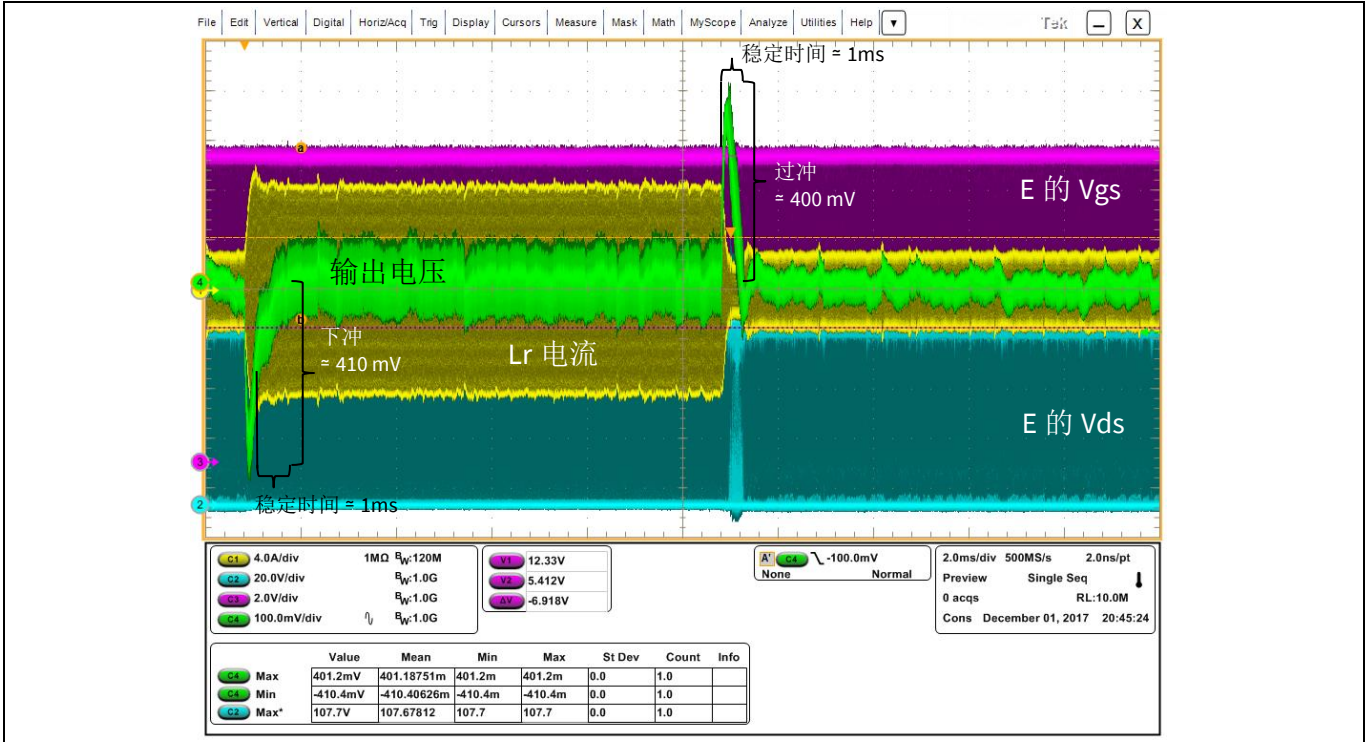 File Edit Vertical Digital Horiz/Acq Trig Display Cursors Measure Mask Math MyScope Analyze Utilities Help Tek X
稳定时间 ≈ 1ms
a
过冲
≈ 400 mV
E 的 Vgs
4
输出电压
b
下冲
≈ 410 mV
Lr 电流
E 的 Vds
3
2
稳定时间 ≈ 1ms
C1 4.0A/div 1MΩ BW:120M
C2 20.0V/div BW:1.0G
C3 2.0V/div BW:1.0G
C4 100.0mV/div BW:1.0G
V1 12.33V
V2 5.412V
ΔV -6.918V
A' C4 -100.0mV
None Normal
2.0ms/div 500MS/s 2.0ns/pt
Preview Single Seq
0 acqs RL:10.0M
Cons December 01, 2017 20:45:24
Value Mean Min Max St Dev Count Info
C4 Max 401.2mV 401.18751m 401.2m 401.2m 0.0 1.0
C4 Min -410.4mV -410.40626m -410.4m -410.4m 0.0 1.0
C2 Max* 107.7V 107.67812 107.7 107.7 0.0 1.0